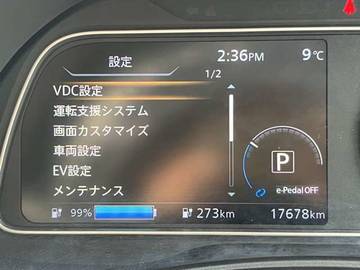 設定
2:36PM
9℃
1/2
VDC設定
運転支援システム
画面カスタマイズ
車両設定
EV設定
メンテナンス
P
e-Pedal OFF
99%
273km
17678km